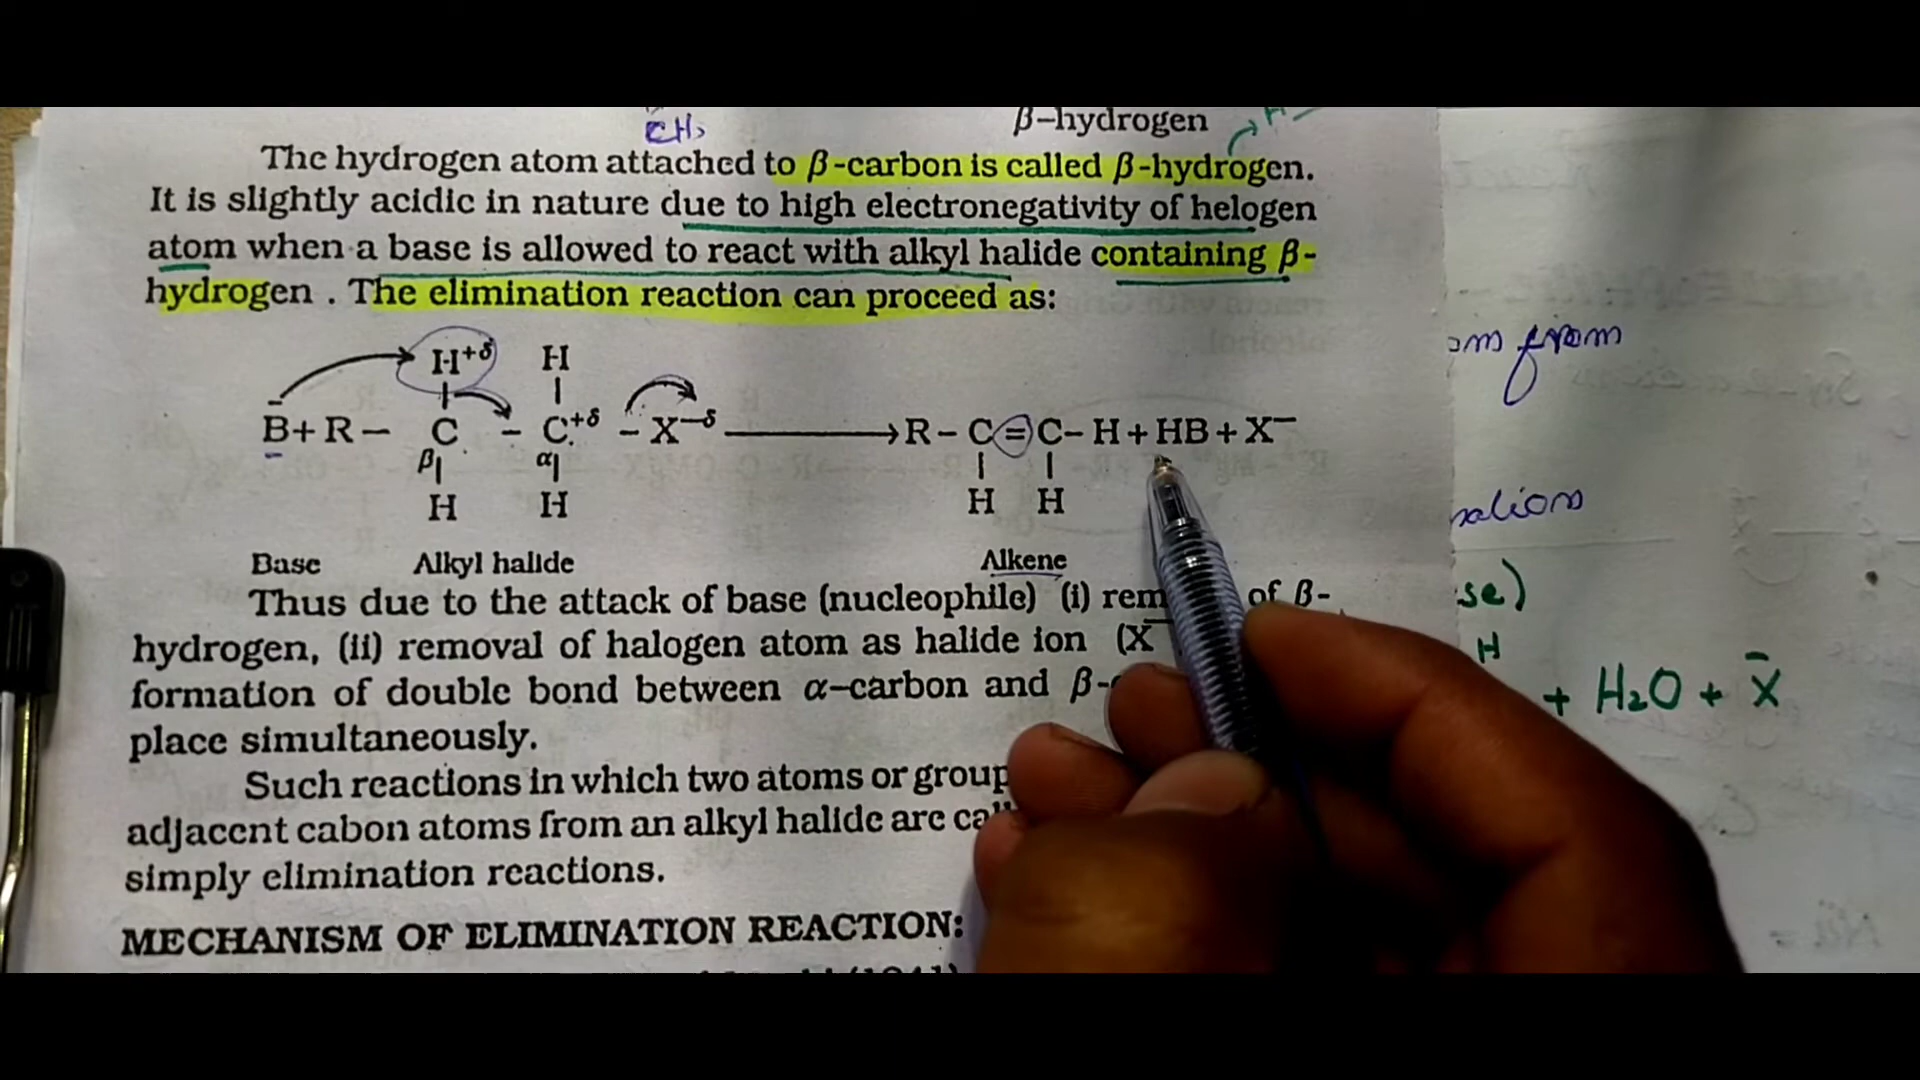 CH₃
β-hydrogen
H
The hydrogen atom attached to β-carbon is called β-hydrogen.
It is slightly acidic in nature due to high electronegativity of helogen
atom when a base is allowed to react with alkyl halide containing β-
hydrogen . The elimination reaction can proceed as:
om from
H+δ H
B̄+ R – C – C+δ – X–δ ⟶ R – C = C – H + HB + X⁻
β α
H H H H
sations
Base Alkyl halide Alkene
se)
Thus due to the attack of base (nucleophile) (i) rem of β-
hydrogen, (ii) removal of halogen atom as halide ion (X⁻
H
formation of double bond between α-carbon and β-
+ H₂O + X̄
place simultaneously.
Such reactions in which two atoms or group
adjacent cabon atoms from an alkyl halide are
simply elimination reactions.
MECHANISM OF ELIMINATION REACTION: